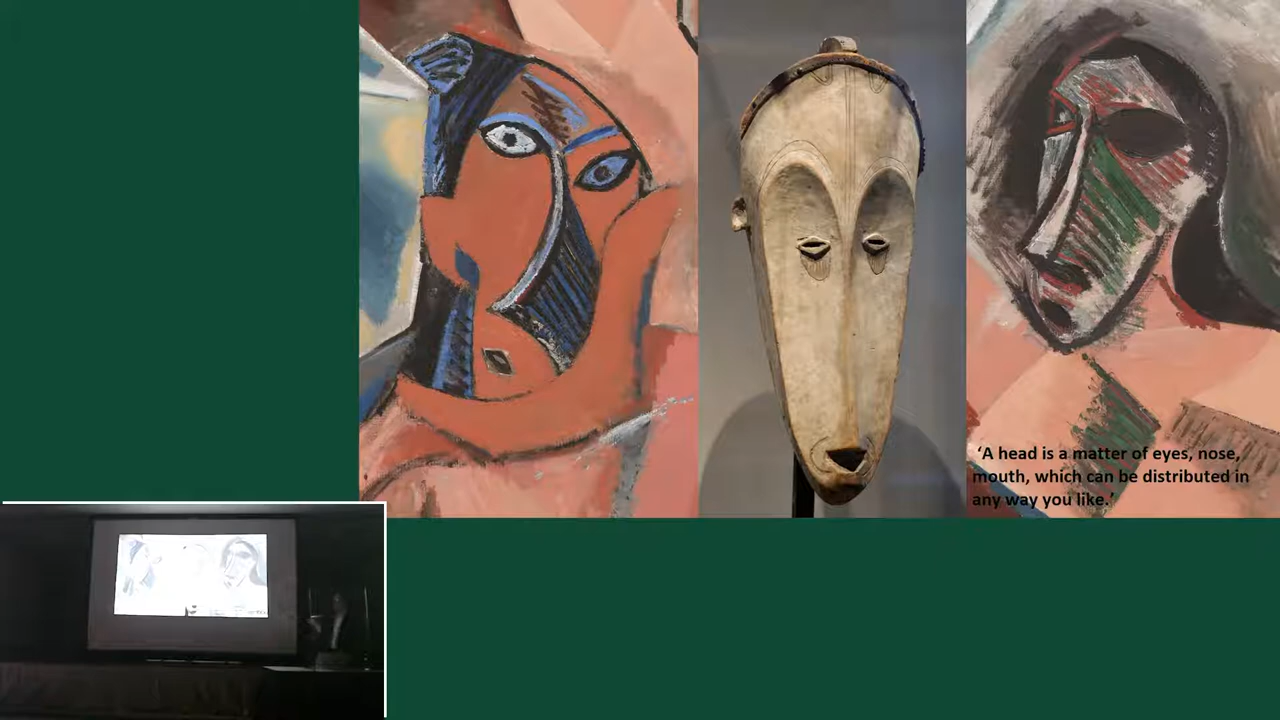 ‘A head is a matter of eyes, nose,
mouth, which can be distributed in
any way you like.’